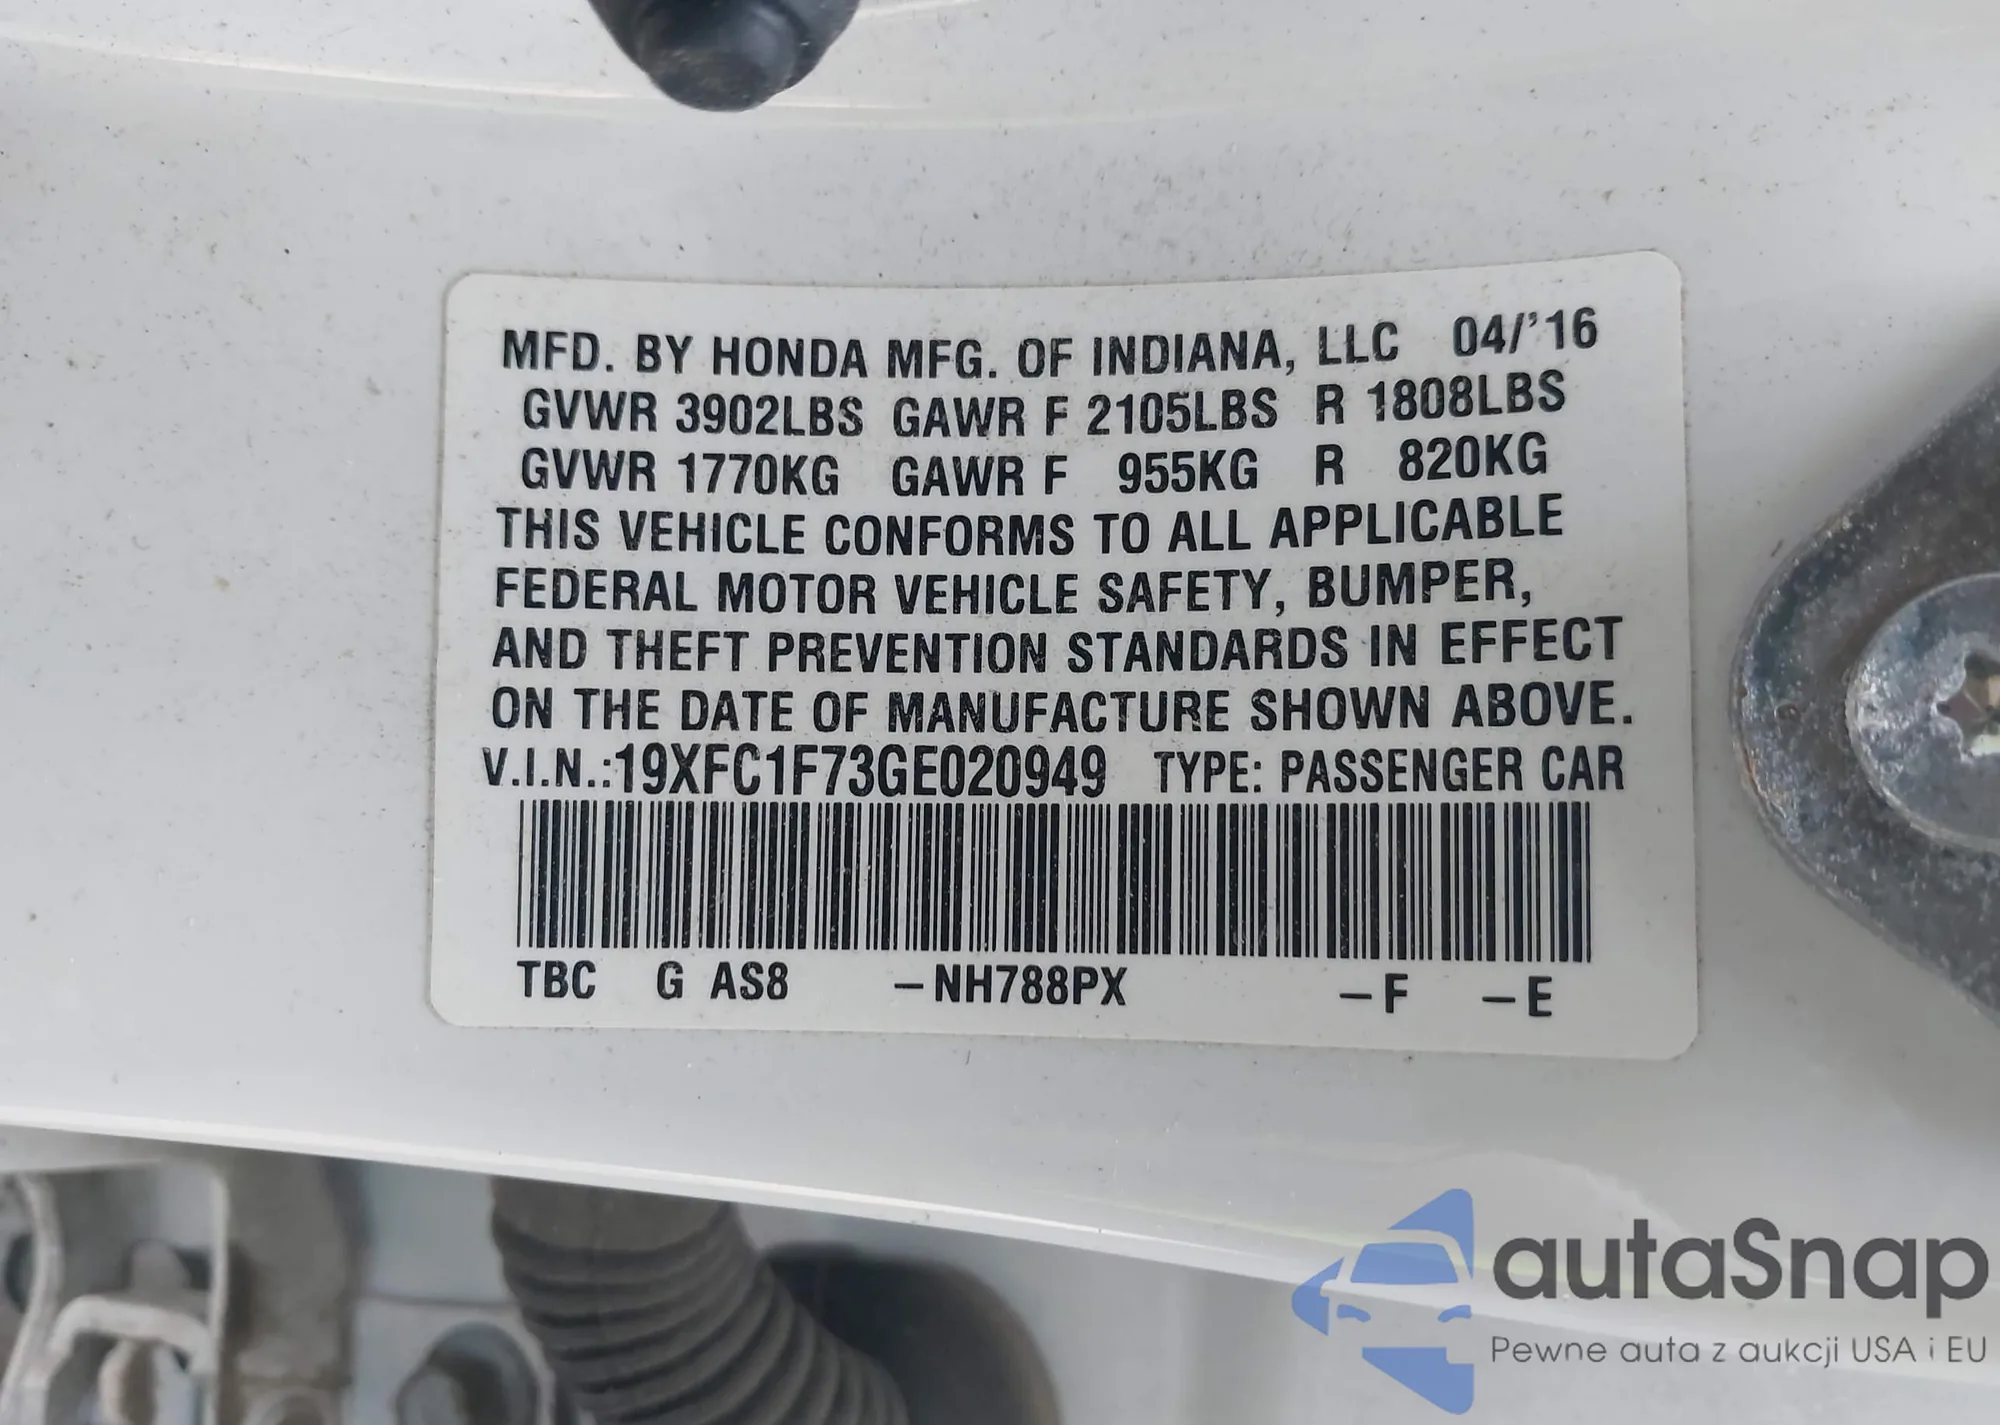 MFD. BY HONDA MFG. OF INDIANA, LLC 04/'16
GVWR 3902LBS GAWR F 2105LBS R 1808LBS
GVWR 1770KG GAWR F 955KG R 820KG
THIS VEHICLE CONFORMS TO ALL APPLICABLE
FEDERAL MOTOR VEHICLE SAFETY, BUMPER,
AND THEFT PREVENTION STANDARDS IN EFFECT
ON THE DATE OF MANUFACTURE SHOWN ABOVE.
V.I.N.:19XFC1F73GE020949 TYPE: PASSENGER CAR
TBC G AS8 –NH788PX –F –E
autaSnap
Pewne auta z aukcji USA i EU